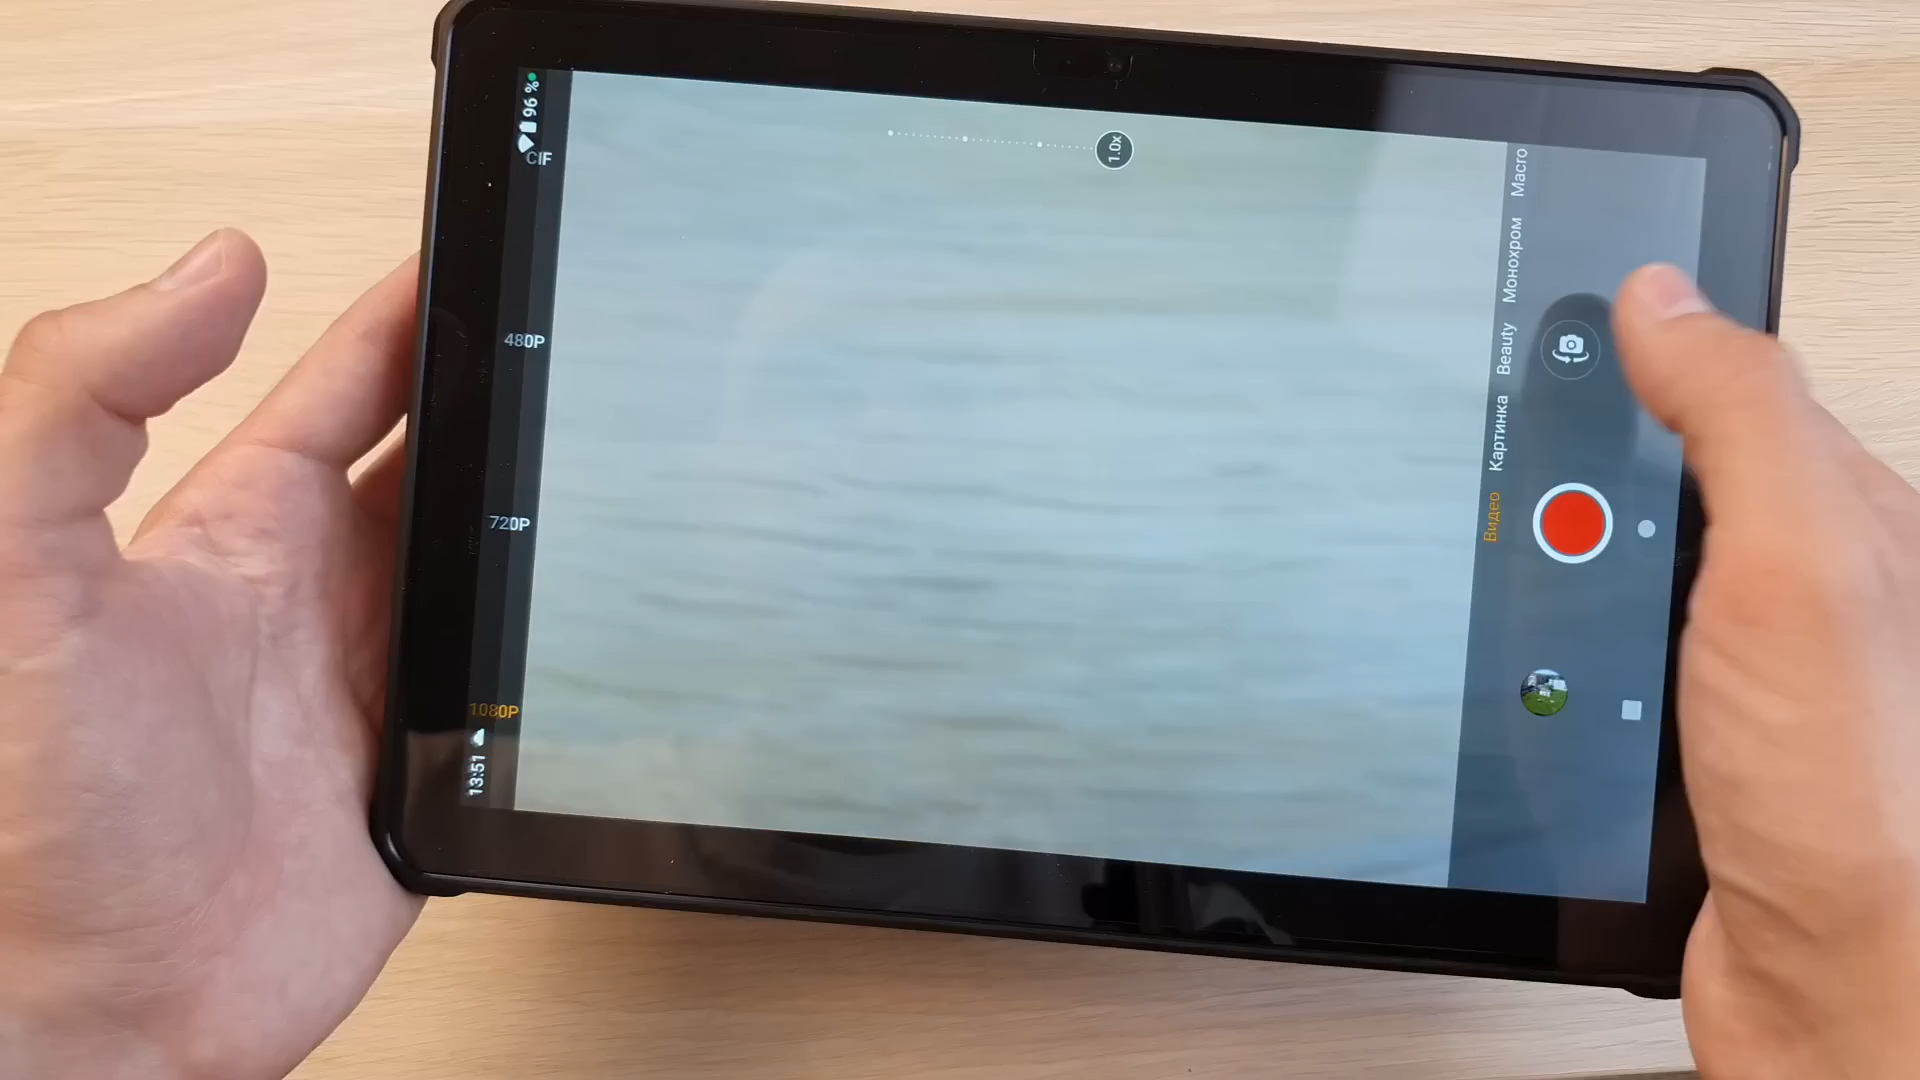 13:51
96 %
1080P
720P
480P
CIF
1.0x
Видео
Картинка
Beauty
Монохром
Macro